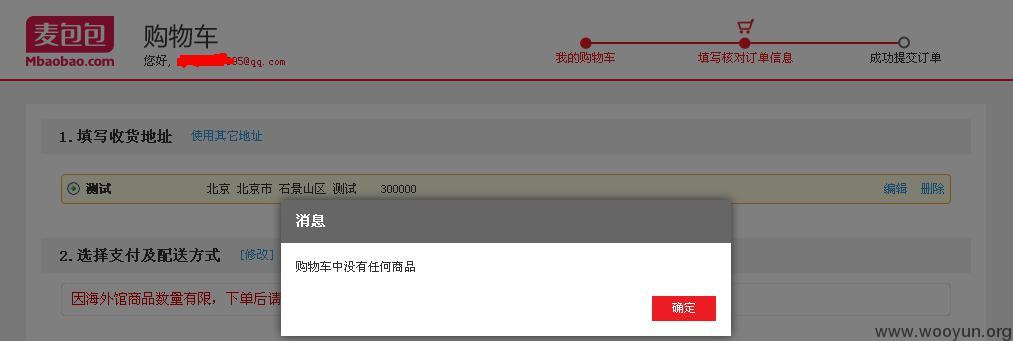 麦包包
Mbaobao.com
购物车
您好,
95@qq.com
我的购物车 填写核对订单信息 成功提交订单
1.填写收货地址 使用其它地址
测试 北京 北京市 石景山区 测试 300000 编辑 删除
消息
2.选择支付及配送方式 [修改]
购物车中没有任何商品
因海外馆商品数量有限，下单后请
确定
www.wooyun.org